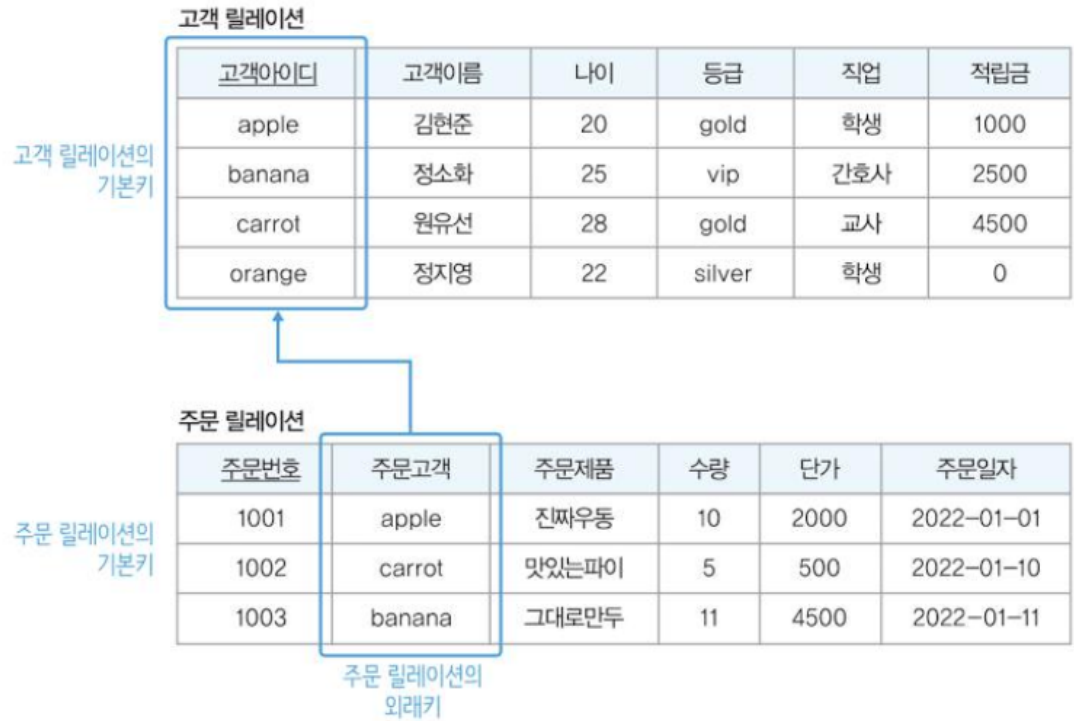 고객 릴레이션
고객아이디 고객이름 나이 등급 직업 적립금
apple 김현준 20 gold 학생 1000
고객 릴레이션의
기본키
banana 정소화 25 vip 간호사 2500
carrot 원유선 28 gold 교사 4500
orange 정지영 22 silver 학생 0
주문 릴레이션
주문번호 주문고객 주문제품 수량 단가 주문일자
1001 apple 진짜우동 10 2000 2022-01-01
주문 릴레이션의
기본키
1002 carrot 맛있는파이 5 500 2022-01-10
1003 banana 그대로만두 11 4500 2022-01-11
주문 릴레이션의
외래키